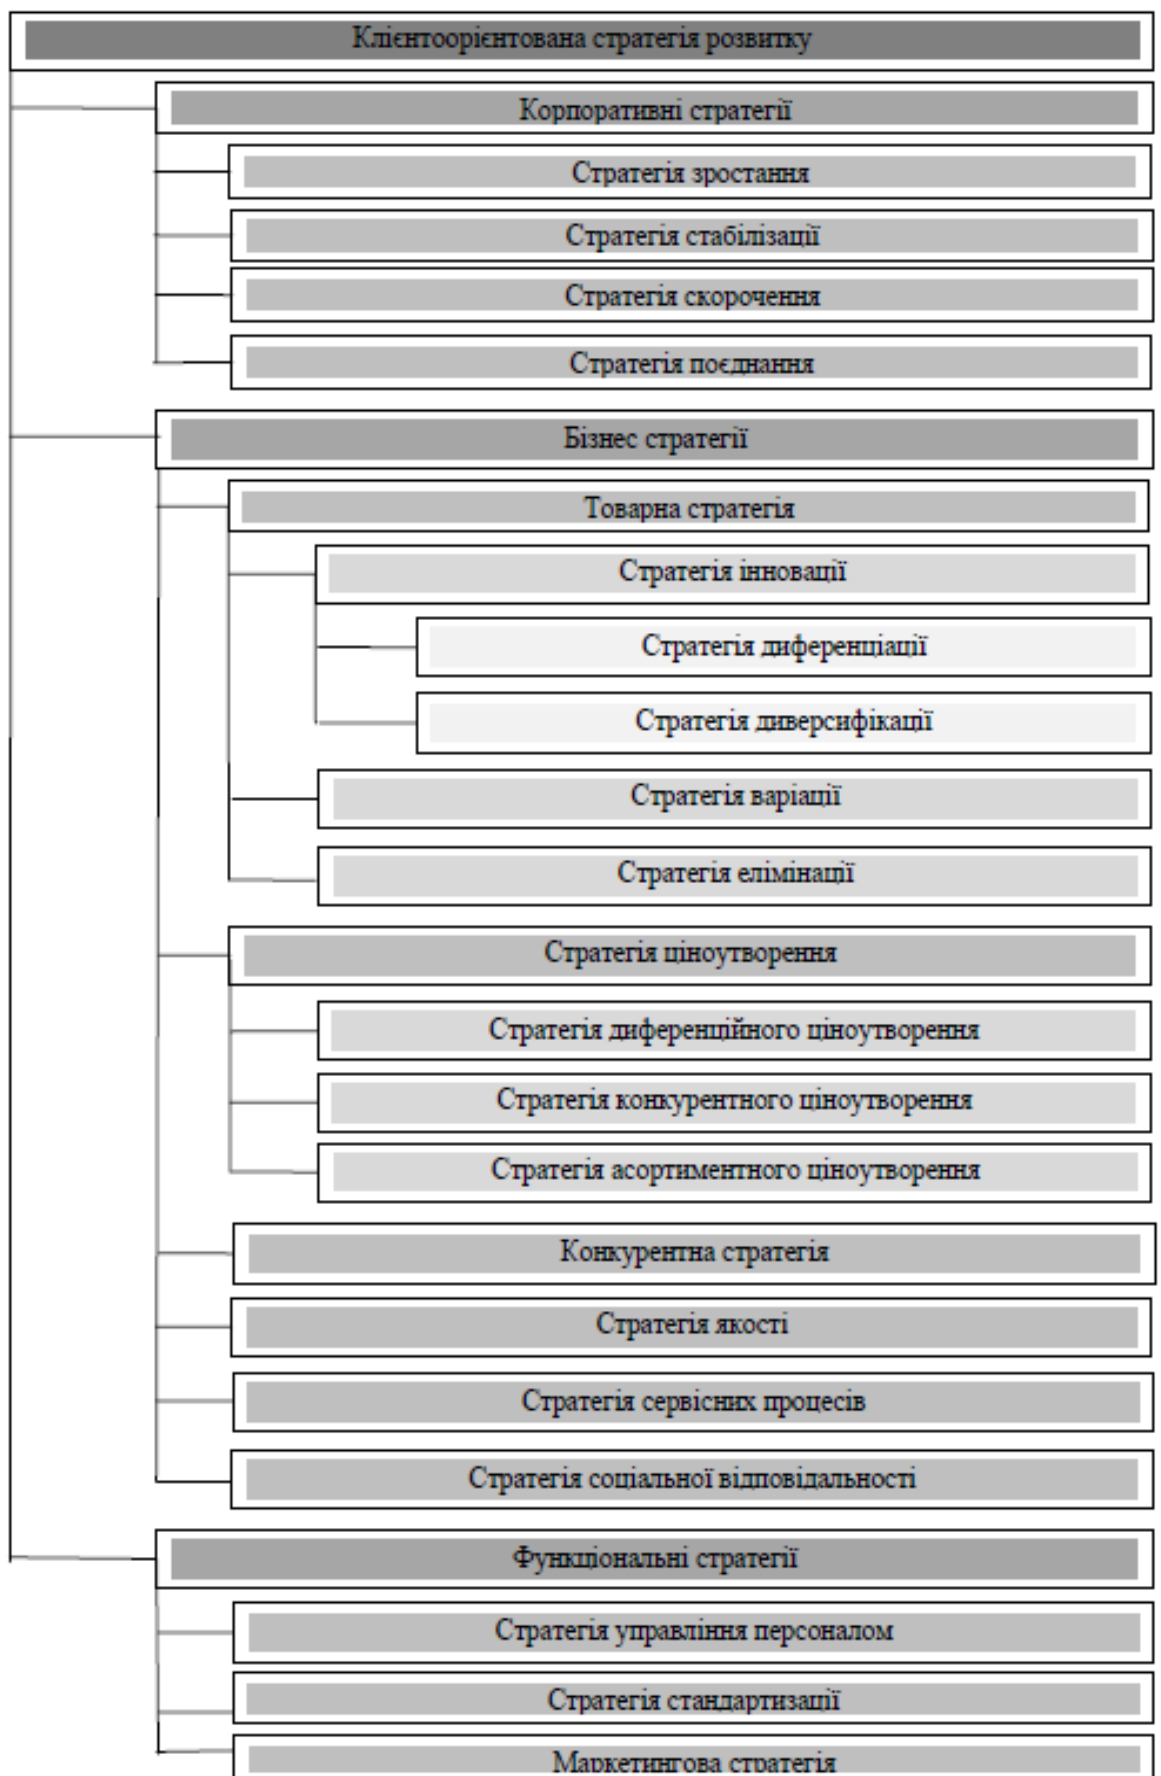 Клієнтоорієнтована стратегія розвитку
Корпоративні стратегії
Стратегія зростання
Стратегія стабілізації
Стратегія скорочення
Стратегія поєднання
Бізнес стратегії
Товарна стратегія
Стратегія інновації
Стратегія диференціації
Стратегія диверсифікації
Стратегія варіації
Стратегія елімінації
Стратегія ціноутворення
Стратегія диференційного ціноутворення
Стратегія конкурентного ціноутворення
Стратегія асортиментного ціноутворення
Конкурентна стратегія
Стратегія якості
Стратегія сервісних процесів
Стратегія соціальної відповідальності
Функціональні стратегії
Стратегія управління персоналом
Стратегія стандартизації
Маркетингова стратегія